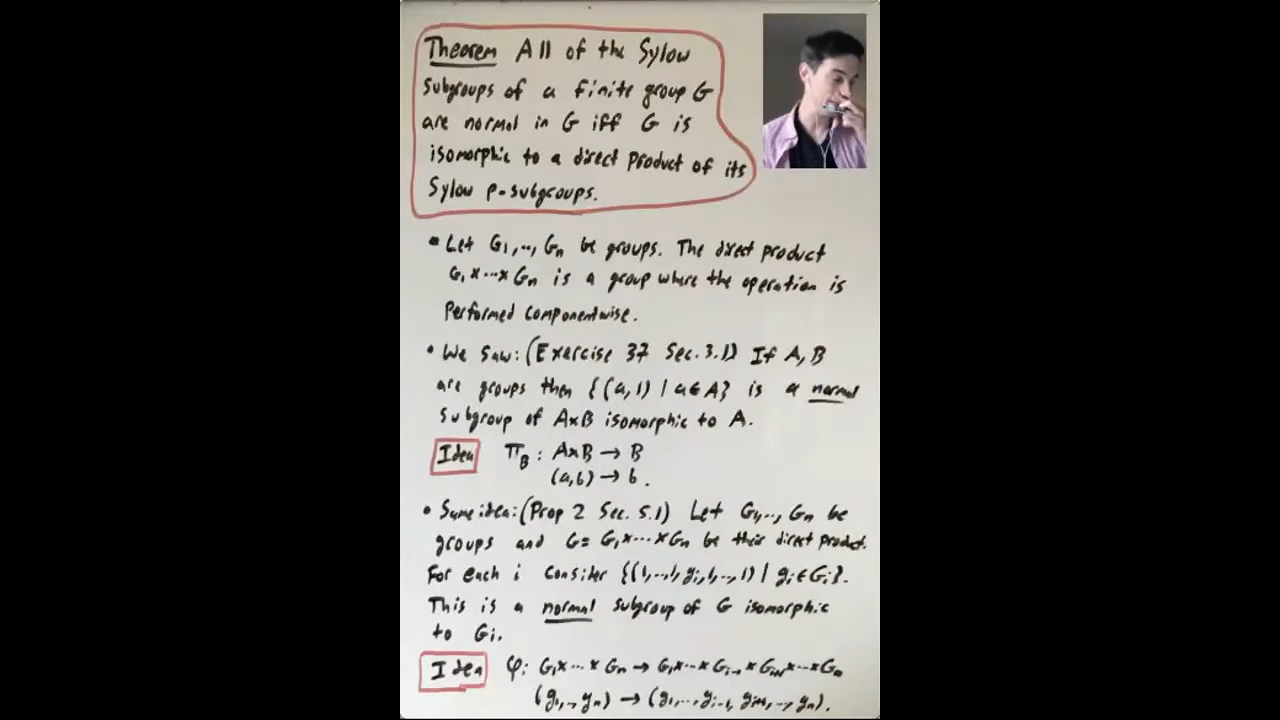 Theorem All of the Sylow
subgroups of a finite group G
are normal in G iff G is
isomorphic to a direct product of its
Sylow p-subgroups.
• Let G₁,..,Gₙ be groups. The direct product
G₁×⋯×Gₙ is a group where the operation is
performed componentwise.
• We saw: (Exercise 37 Sec. 3.1) If A, B
are groups then {(a,1) | a∈A} is a normal
subgroup of A×B isomorphic to A.
Idea π_B : A×B → B
(a,b) → b.
• Same idea: (Prop 2 Sec. 5.1) Let G₁,..,Gₙ be
groups and G = G₁×⋯×Gₙ be their direct product.
For each i consider {(1,..,1,gᵢ,1,..,1) | gᵢ∈Gᵢ}.
This is a normal subgroup of G isomorphic
to Gᵢ.
Idea φ: G₁×⋯×Gₙ → G₁×⋯×Gᵢ₋₁×Gᵢ₊₁×⋯×Gₙ
(g₁,..,gₙ) → (g₁,...,gᵢ₋₁,gᵢ₊₁,..,gₙ).